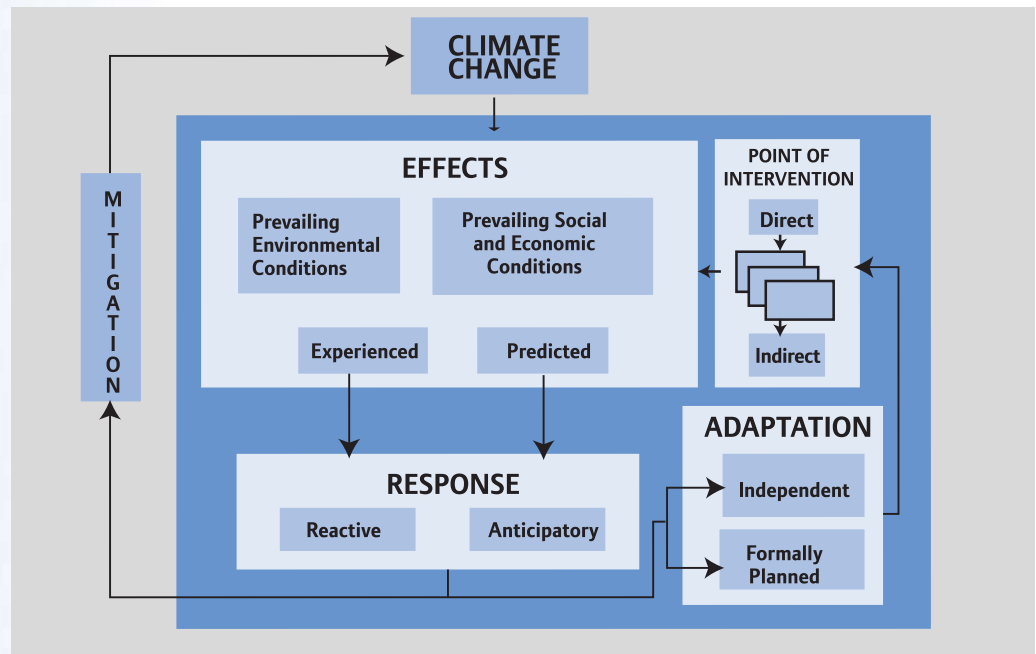 CLIMATE
CHANGE
EFFECTS
Prevailing
Environmental
Conditions
Prevailing Social
and Economic
Conditions
Experienced
Predicted
POINT OF
INTERVENTION
Direct
Indirect
MITIGATION
RESPONSE
Reactive
Anticipatory
ADAPTATION
Independent
Formally
Planned